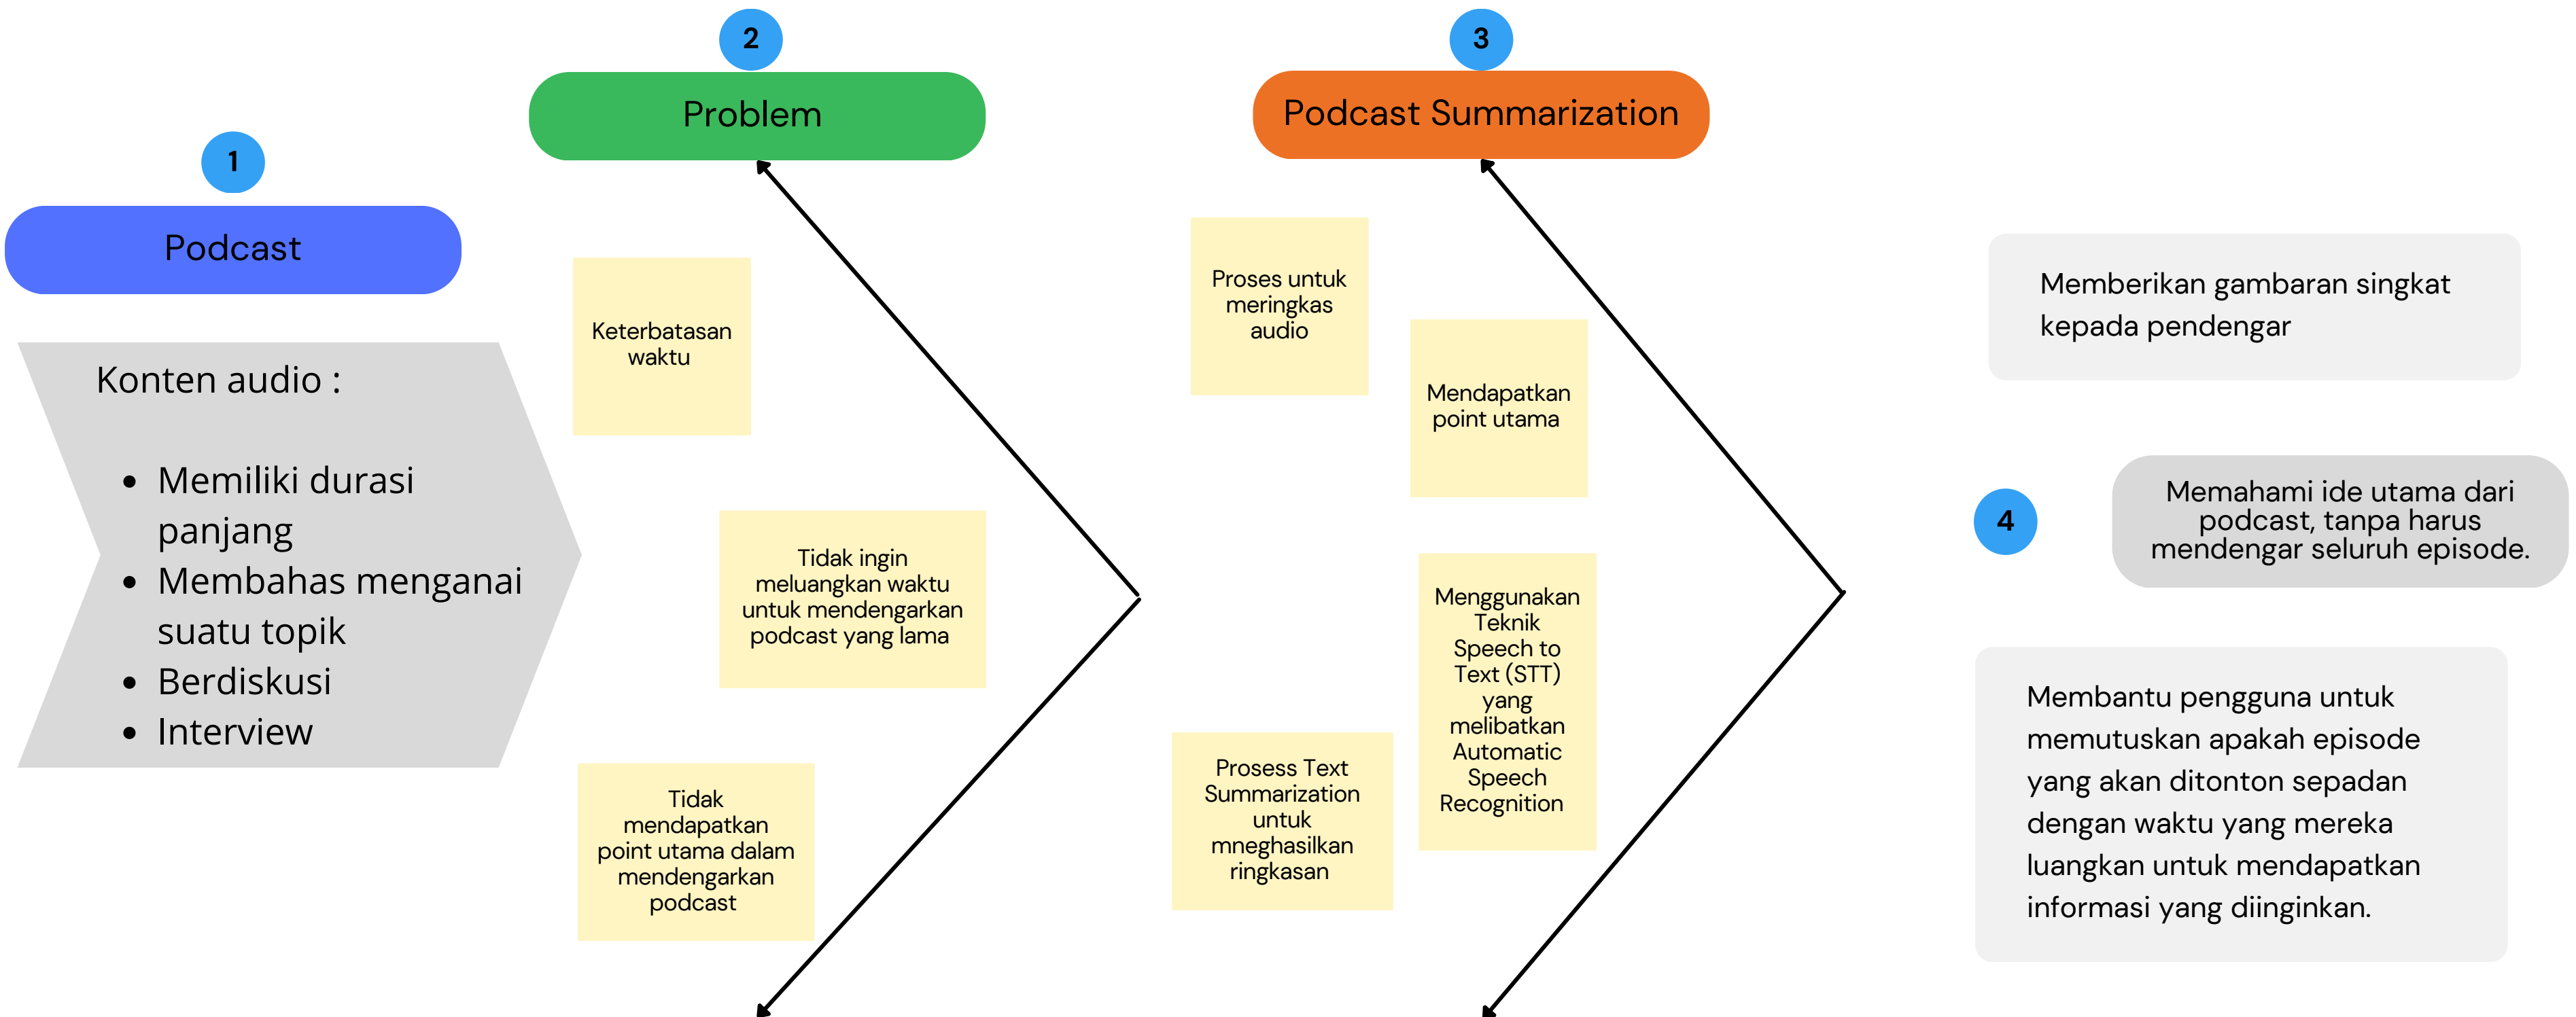 1
Podcast
Konten audio :
• Memiliki durasi
panjang
• Membahas menganai
suatu topik
• Berdiskusi
• Interview
2
Problem
Keterbatasan
waktu
Tidak ingin
meluangkan waktu
untuk mendengarkan
podcast yang lama
Tidak
mendapatkan
point utama dalam
mendengarkan
podcast
3
Podcast Summarization
Proses untuk
meringkas
audio
Mendapatkan
point utama
Menggunakan
Teknik
Speech to
Text (STT)
yang
melibatkan
Automatic
Speech
Recognition
Prosess Text
Summarization
untuk
mneghasilkan
ringkasan
Memberikan gambaran singkat
kepada pendengar
4
Memahami ide utama dari
podcast, tanpa harus
mendengar seluruh episode.
Membantu pengguna untuk
memutuskan apakah episode
yang akan ditonton sepadan
dengan waktu yang mereka
luangkan untuk mendapatkan
informasi yang diinginkan.